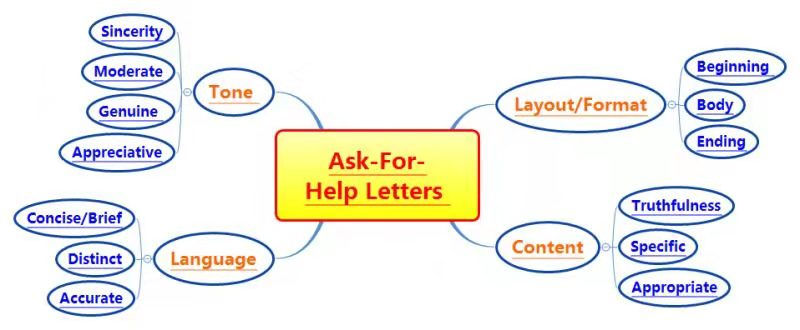 Ask-For-
Help Letters
Tone
Sincerity
Moderate
Genuine
Appreciative
Language
Concise/Brief
Distinct
Accurate
Layout/Format
Beginning
Body
Ending
Content
Truthfulness
Specific
Appropriate